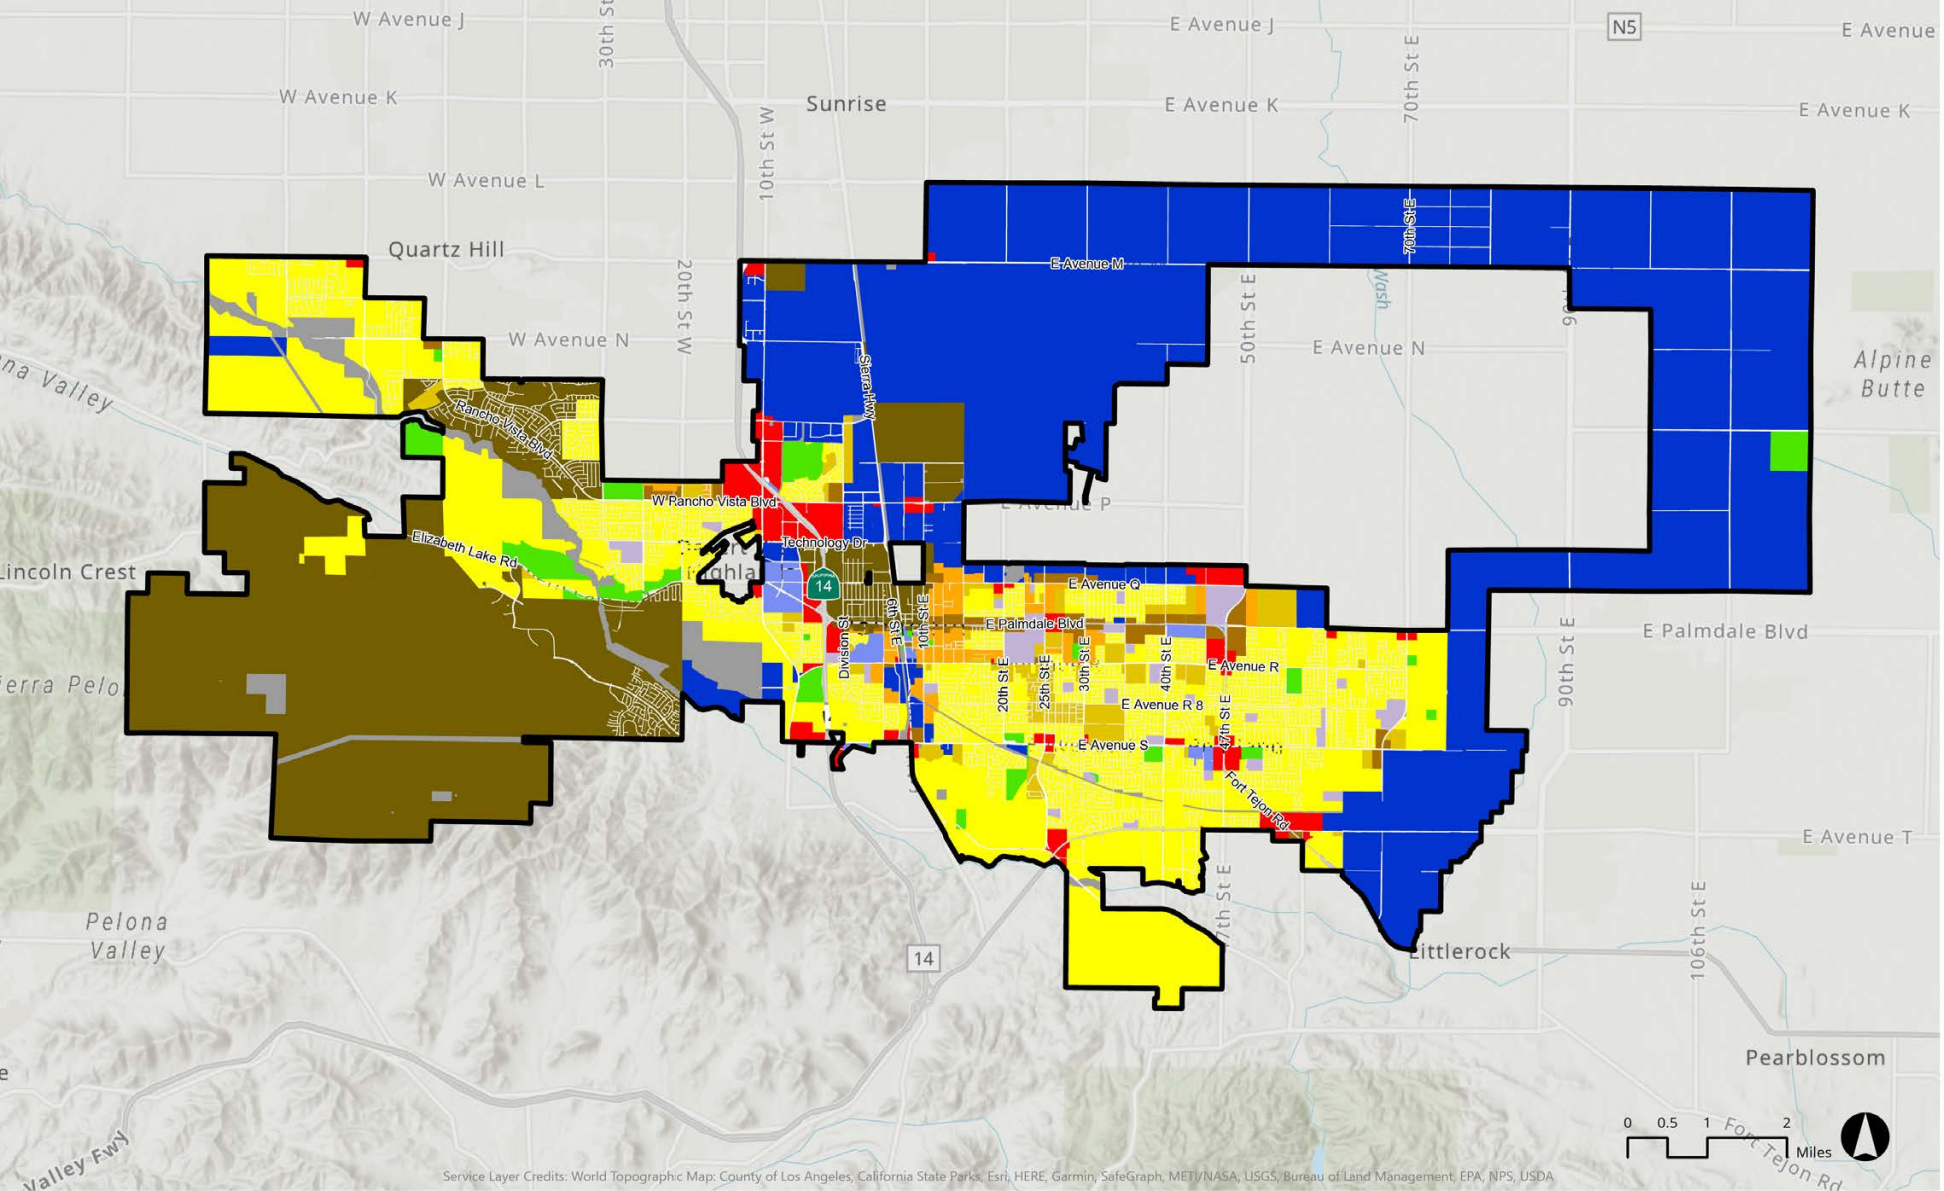 W Avenue J
30th St
E Avenue J
N5
E Avenue
W Avenue K
Sunrise
E Avenue K
70th St E
E Avenue K
10th St W
W Avenue L
Quartz Hill
20th St W
E Avenue M
70th St E
50th St E
Wash
W Avenue N
E Avenue N
Alpine
Butte
Sierra Hwy
Rancho Vista Blvd
W Rancho Vista Blvd
Elizabeth Lake Rd
Technology Dr
Lincoln Crest
14
6th St E
10th St E
E Avenue Q
E Palmdale Blvd
E Palmdale Blvd
Division St
20th St E
25th St E
30th St E
40th St E
E Avenue R
E Avenue R 8
47th St E
90th St E
E Avenue S
Fort Tejon Rd
E Avenue T
Pelona
Valley
14
7th St E
Littlerock
106th St E
Pearblossom
Valley Fwy
Fort Tejon Rd
0 0.5 1 2
Miles
Service Layer Credits: World Topographic Map: County of Los Angeles, California State Parks, Esri, HERE, Garmin, SafeGraph, METI/NASA, USGS, Bureau of Land Management, EPA, NPS, USDA